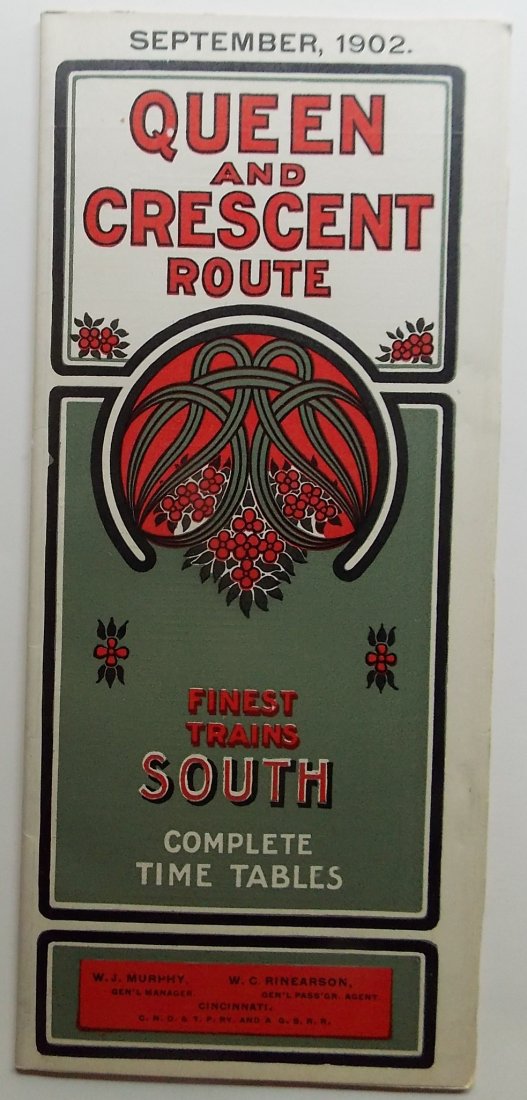 SEPTEMBER, 1902.
QUEEN
AND
CRESCENT
ROUTE
FINEST
TRAINS
SOUTH
COMPLETE
TIME TABLES
W. J. MURPHY, W. C. RINEARSON,
GEN'L MANAGER. GEN'L PASS'GR. AGENT
CINCINNATI.
C. N. O. & T. P. RY. AND A. G. S. R. R.